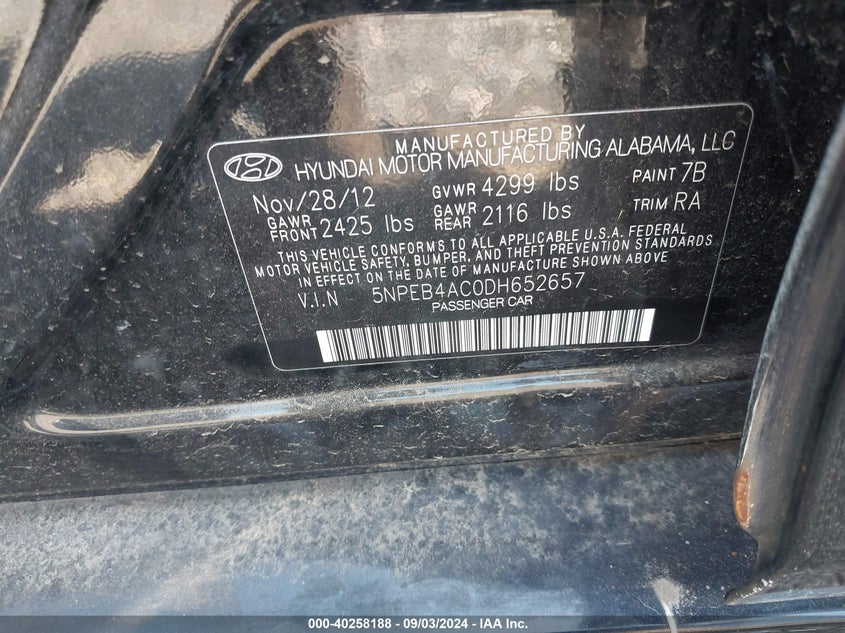 MANUFACTURED BY
HYUNDAI MOTOR MANUFACTURING ALABAMA, LLC
Nov/28/12 GVWR 4299 lbs PAINT 7B
GAWR FRONT 2425 lbs GAWR REAR 2116 lbs TRIM RA
THIS VEHICLE CONFORMS TO ALL APPLICABLE U.S.A. FEDERAL
MOTOR VEHICLE SAFETY, BUMPER, AND THEFT PREVENTION STANDARDS
IN EFFECT ON THE DATE OF MANUFACTURE SHOWN ABOVE
V.I.N 5NPEB4AC0DH652657
PASSENGER CAR
000-40258188 - 09/03/2024 - IAA Inc.